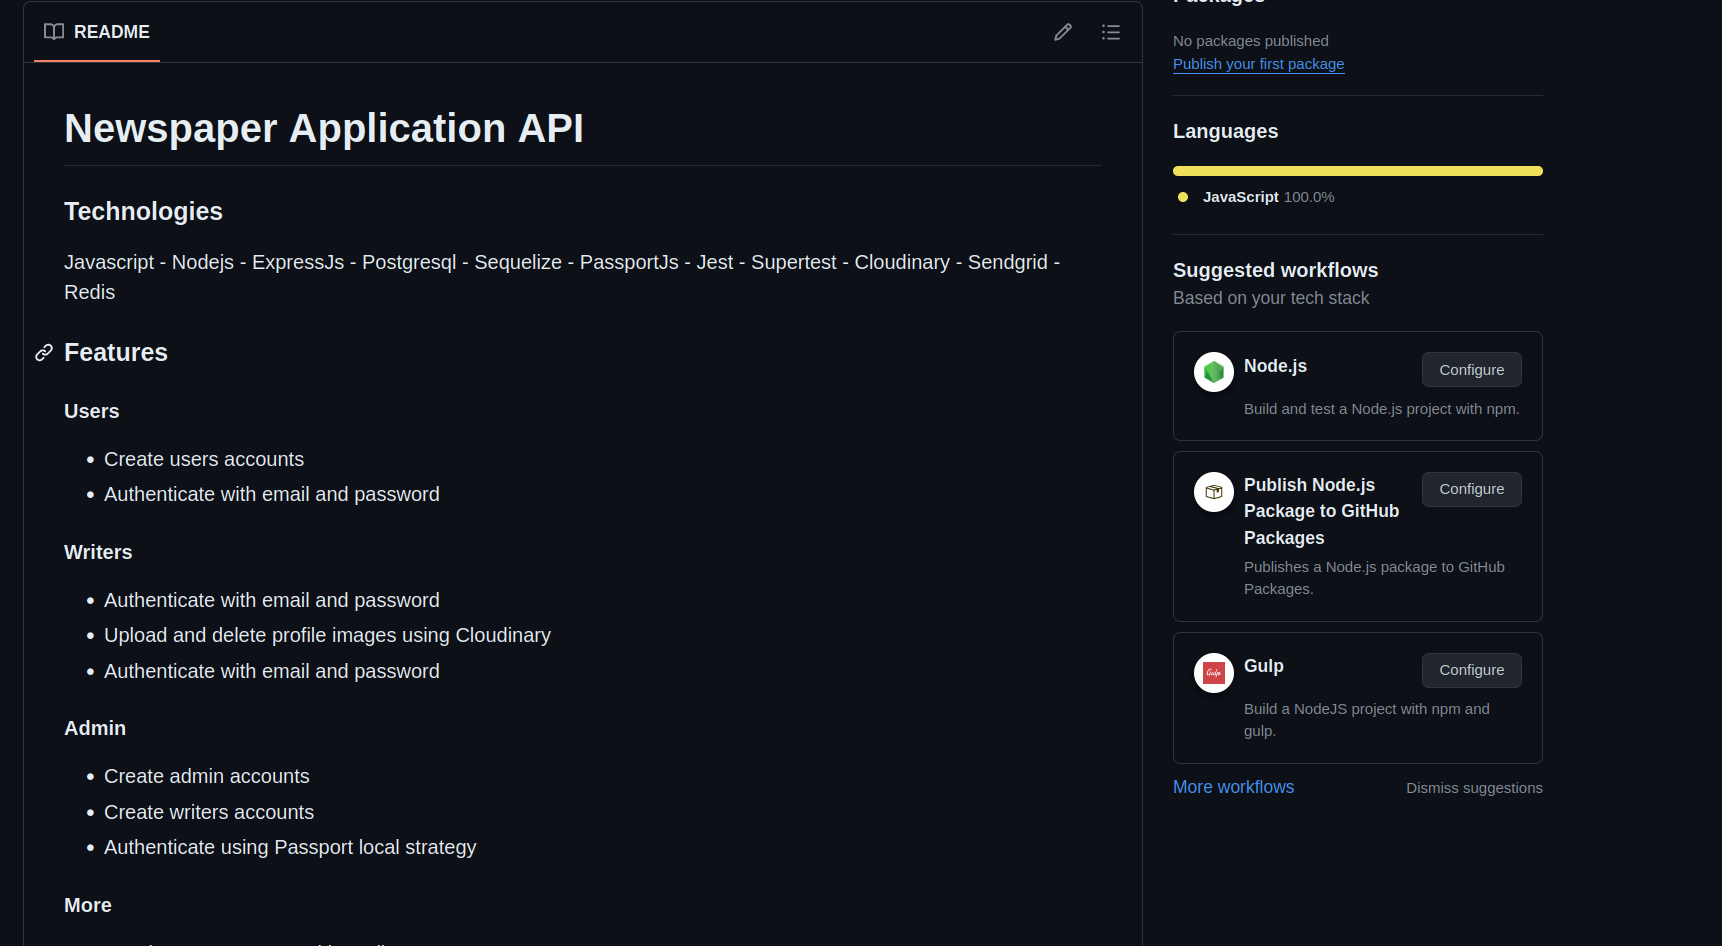 README
Newspaper Application API
Technologies
Javascript - Nodejs - ExpressJs - Postgresql - Sequelize - PassportJs - Jest - Supertest - Cloudinary - Sendgrid -
Redis
Features
Users
Create users accounts
Authenticate with email and password
Writers
Authenticate with email and password
Upload and delete profile images using Cloudinary
Authenticate with email and password
Admin
Create admin accounts
Create writers accounts
Authenticate using Passport local strategy
More
Packages
No packages published
Publish your first package
Languages
JavaScript 100.0%
Suggested workflows
Based on your tech stack
Node.js
Configure
Build and test a Node.js project with npm.
Publish Node.js
Package to GitHub
Packages
Configure
Publishes a Node.js package to GitHub
Packages.
Gulp
Gulp
Configure
Build a NodeJS project with npm and
gulp.
More workflows
Dismiss suggestions